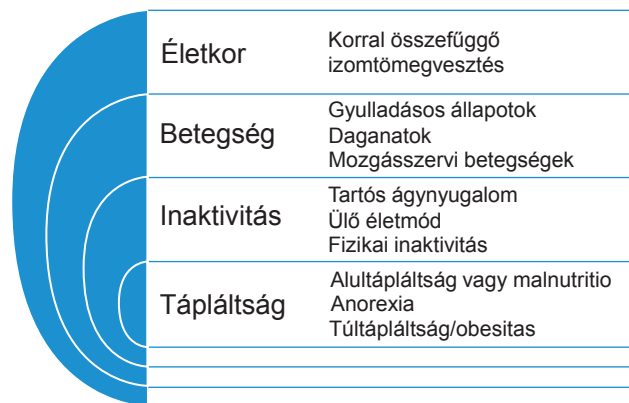 Életkor
Korral összefüggő
izomtömegvesztés
Betegség
Gyulladásos állapotok
Daganatok
Mozgásszervi betegségek
Inaktivitás
Tartós ágynyugalom
Ülő életmód
Fizikai inaktivitás
Tápláltság
Alultápláltság vagy malnutritio
Anorexia
Túltápláltság/obesitas